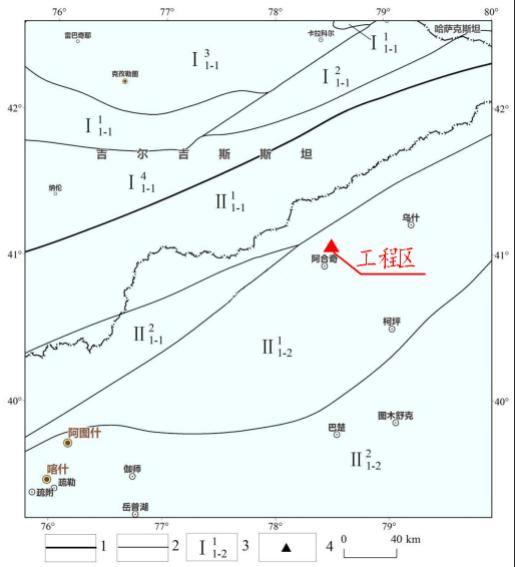 76° 77° 78° 79° 80°
雷巴奇耶
卡拉科尔
哈萨克斯坦
I 1 1-1
I 3 1-1
克孜勒图
I 2 1-1
42° 42°
I 1 1-1
吉尔吉斯斯坦
I 4 1-1
纳伦
II 1 1-1
乌什
41° 41°
阿合奇
工程区
II 2 1-1
II 1 1-2
柯坪
40° 40°
图木舒克
巴楚
阿图什
II 2 1-2
喀什
伽师
疏勒
疏附
岳普湖
76° 77° 78° 79°
1 2 I 1 1-2 3 4 0 40 km